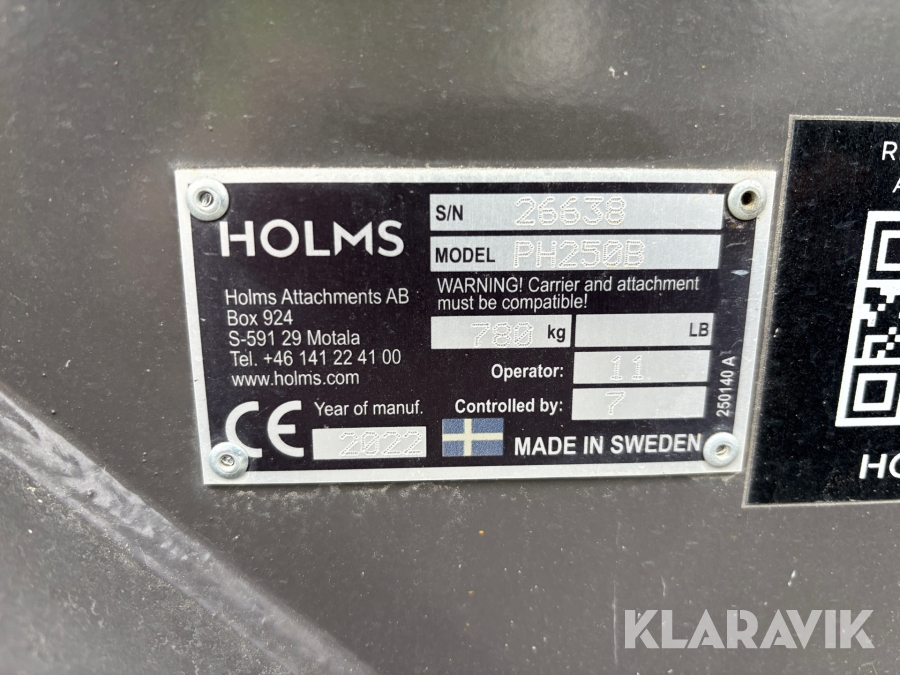 HOLMS
Holms Attachments AB
Box 924
S-591 29 Motala
Tel. +46 141 22 41 00
www.holms.com
CE
Year of manuf.
2022
S/N 26638
MODEL PH250B
WARNING! Carrier and attachment
must be compatible!
780 kg
LB
Operator: 11
Controlled by: 7
MADE IN SWEDEN
250140 A
R
A
HO
KLARAVIK